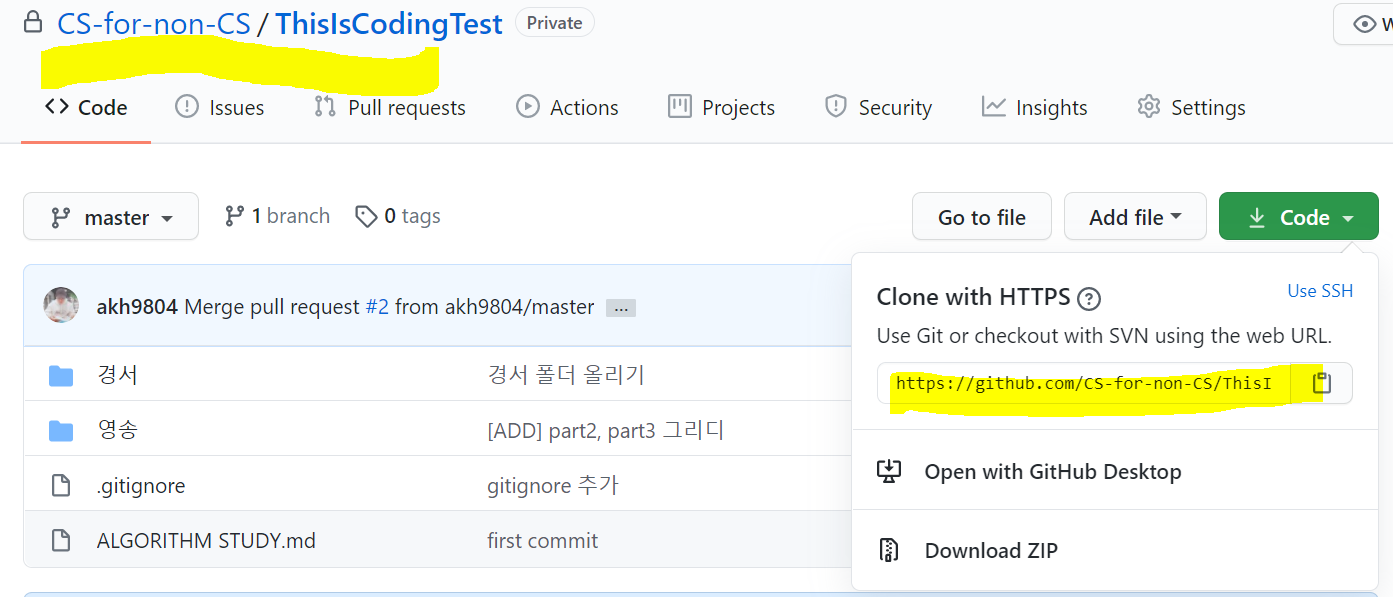 CS-for-non-CS / ThisIsCodingTest Private
Code Issues Pull requests Actions Projects Security Insights Settings
master 1 branch 0 tags Go to file Add file Code
akh9804 Merge pull request #2 from akh9804/master ...
경서 경서 폴더 올리기
영송 [ADD] part2, part3 그리디
.gitignore gitignore 추가
ALGORITHM STUDY.md first commit
Clone with HTTPS ? Use SSH
Use Git or checkout with SVN using the web URL.
https://github.com/CS-for-non-CS/ThisI
Open with GitHub Desktop
Download ZIP